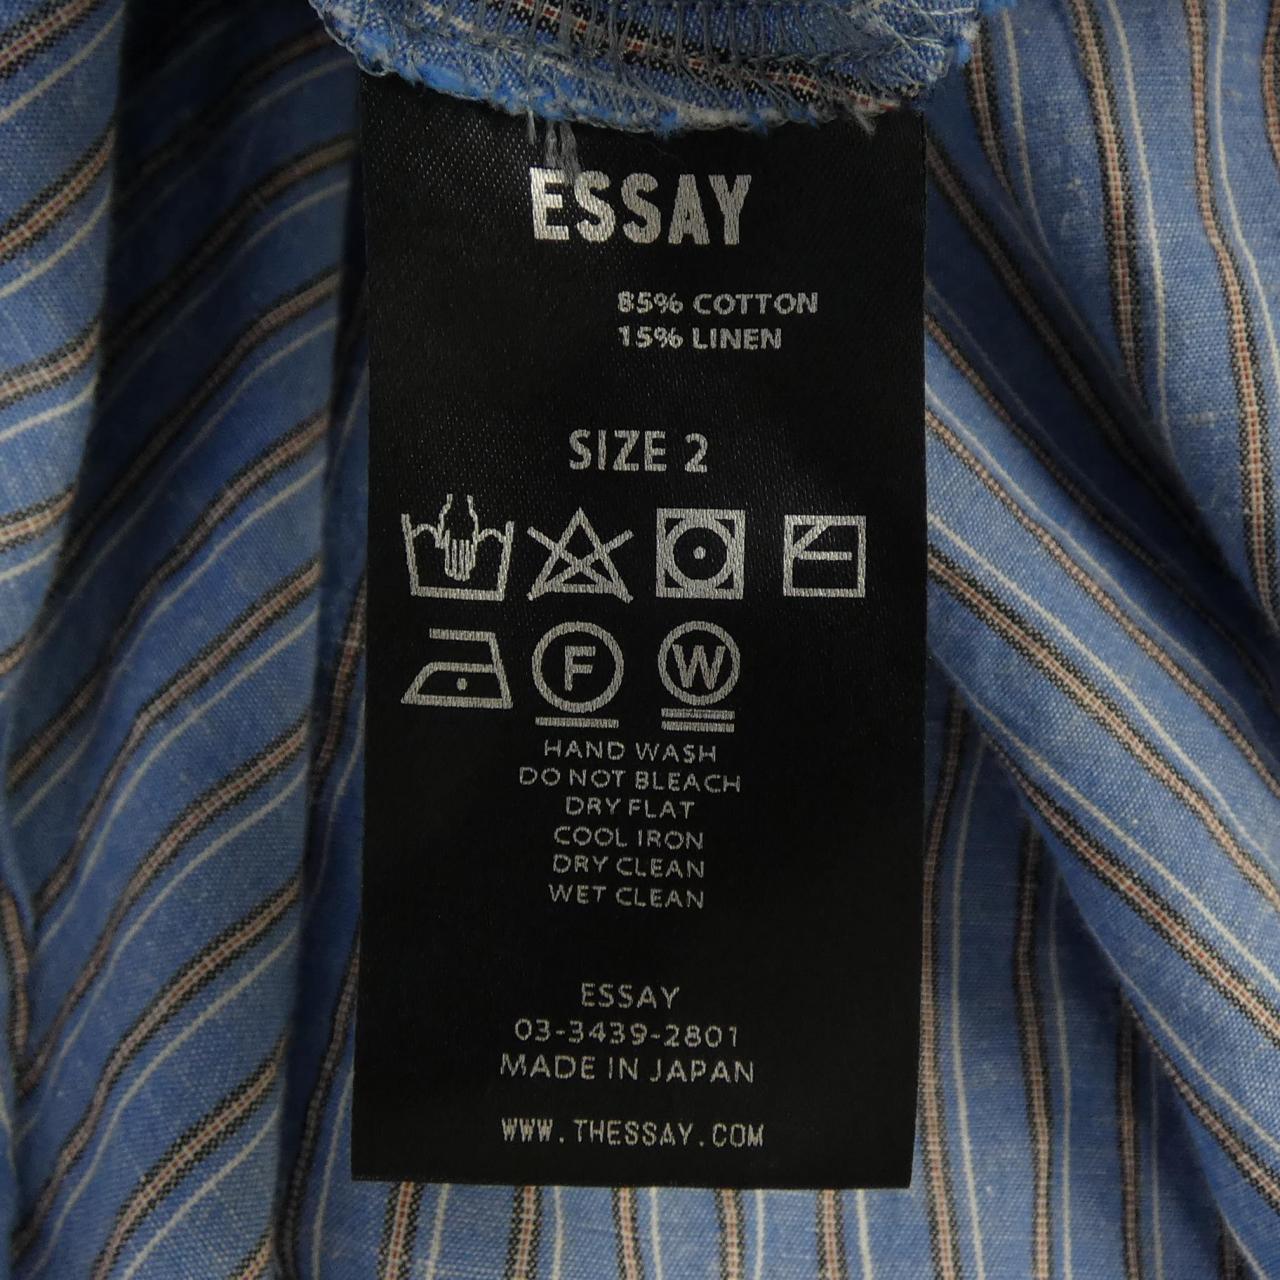 ESSAY
85% COTTON
15% LINEN
SIZE 2
F
W
HAND WASH
DO NOT BLEACH
DRY FLAT
COOL IRON
DRY CLEAN
WET CLEAN
ESSAY
03-3439-2801
MADE IN JAPAN
WWW.THESSAY.COM